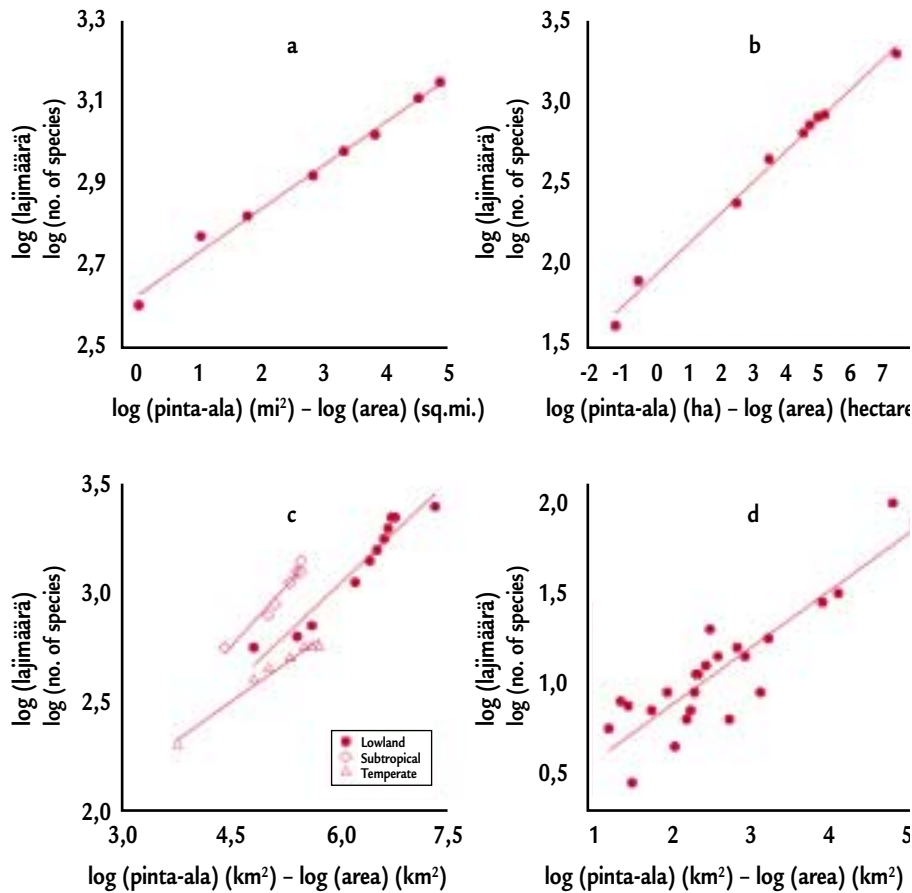 3,3
3,1
2,9
2,7
2,5
a
log (lajimäärä)
log (no. of species)
0 1 2 3 4 5
log (pinta-ala) (mi²) – log (area) (sq.mi.)
3,5
3,0
2,5
2,0
1,5
b
log (lajimäärä)
log (no. of species)
-2 -1 0 1 2 3 4 5 6 7
log (pinta-ala) (ha) – log (area) (hectare
3,5
3,0
2,5
2,0
c
log (lajimäärä)
log (no. of species)
Lowland
Subtropical
Temperate
3,0 4,5 6,0 7,5
log (pinta-ala) (km²) – log (area) (km²)
2,0
1,5
1,0
0,5
d
log (lajimäärä)
log (no. of species)
1 2 3 4 5
log (pinta-ala) (km²) – log (area) (km²)